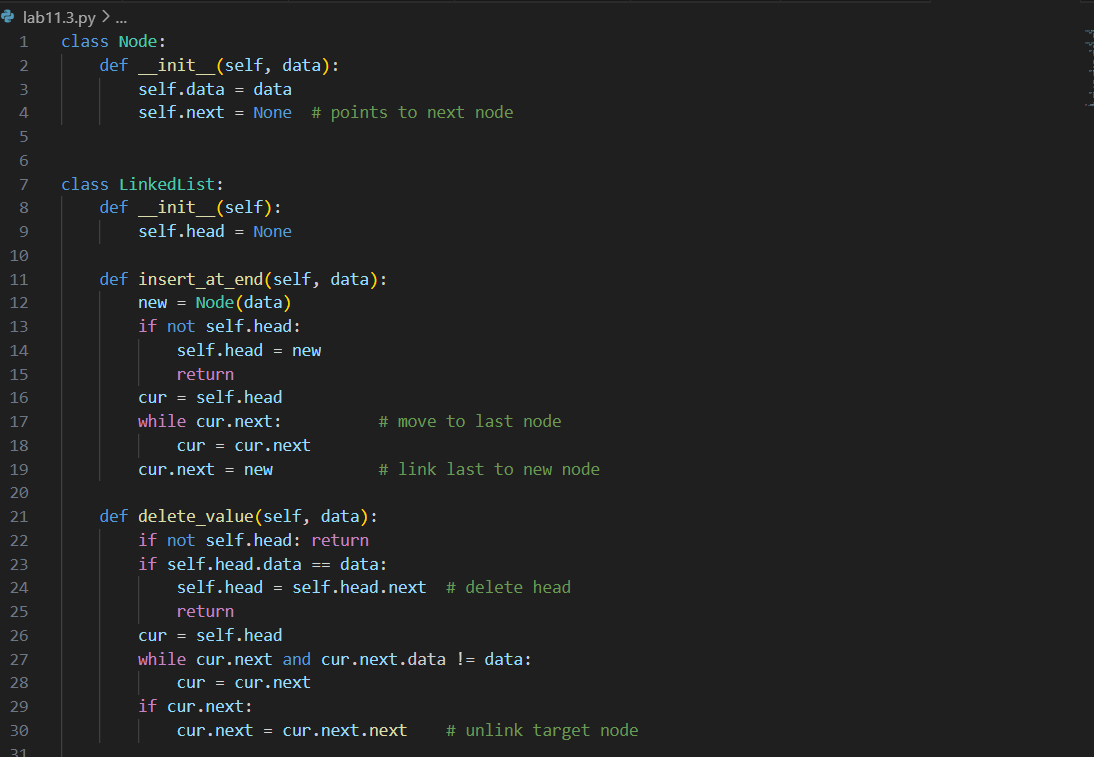 lab11.3.py > ...
1 class Node:
2     def __init__(self, data):
3         self.data = data
4         self.next = None  # points to next node
5
6
7 class LinkedList:
8     def __init__(self):
9         self.head = None
10
11     def insert_at_end(self, data):
12         new = Node(data)
13         if not self.head:
14             self.head = new
15             return
16         cur = self.head
17         while cur.next:          # move to last node
18             cur = cur.next
19         cur.next = new           # link last to new node
20
21     def delete_value(self, data):
22         if not self.head: return
23         if self.head.data == data:
24             self.head = self.head.next  # delete head
25             return
26         cur = self.head
27         while cur.next and cur.next.data != data:
28             cur = cur.next
29         if cur.next:
30             cur.next = cur.next.next    # unlink target node
31